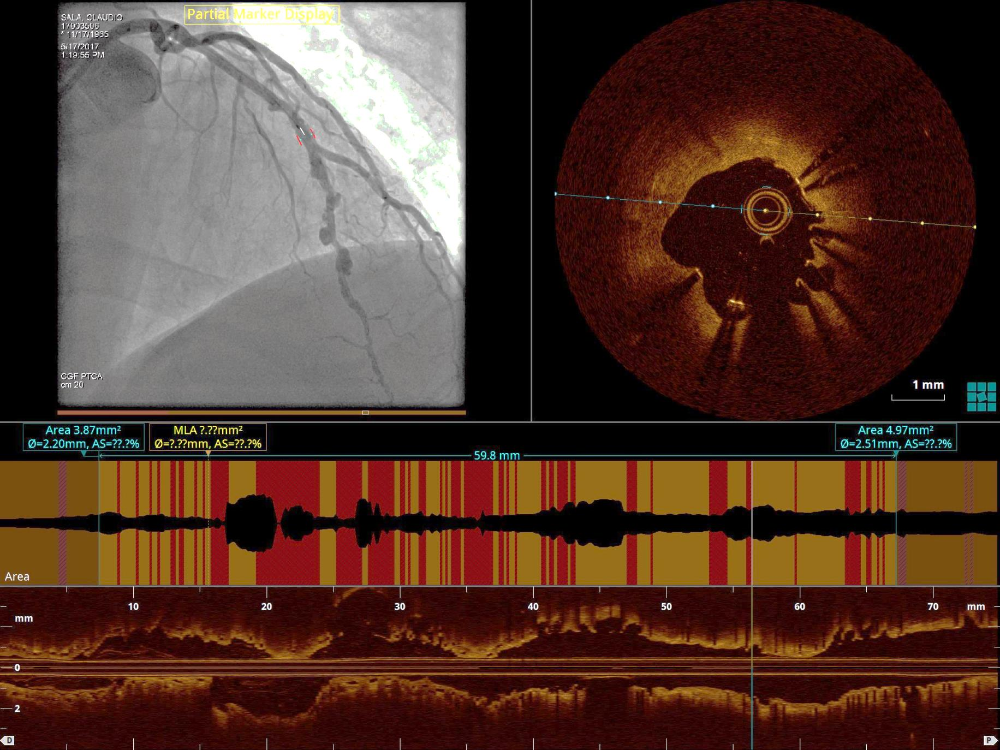 Partial Marker Display
SALA, CLAUDIO
17003506
* 11/17/1965
5/17/2017
1:19:55 PM
CGF PTCA
cm 20
1 mm
Area 3.87mm²
Ø=2.20mm, AS=??.?%
MLA ?.??mm²
Ø=?.??mm, AS=??.?%
59.8 mm
Area 4.97mm²
Ø=2.51mm, AS=??.?%
Area
10 20 30 40 50 60 70 mm
mm
0
2
D P